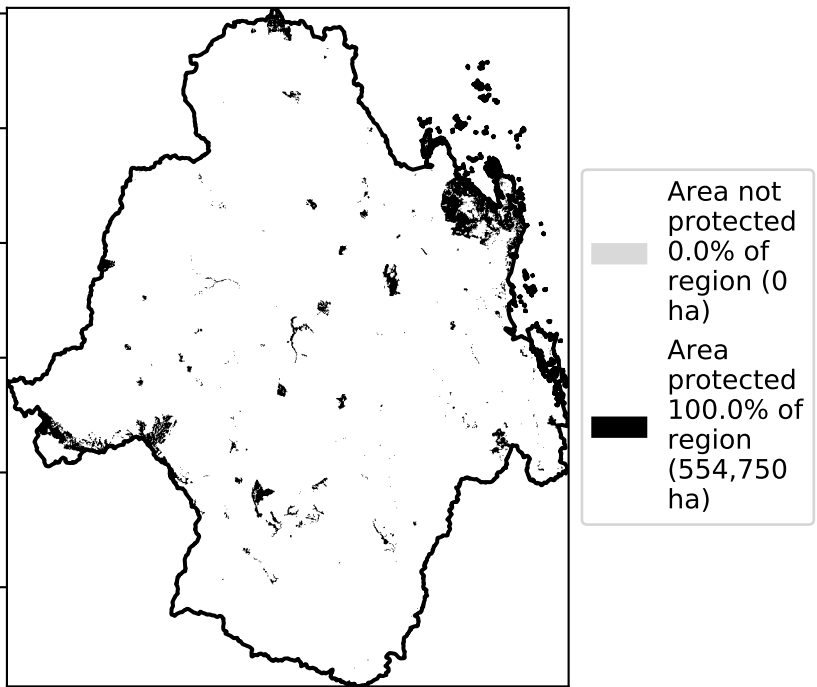 Area not
protected
0.0% of
region (0
ha)
Area
protected
100.0% of
region
(554,750
ha)